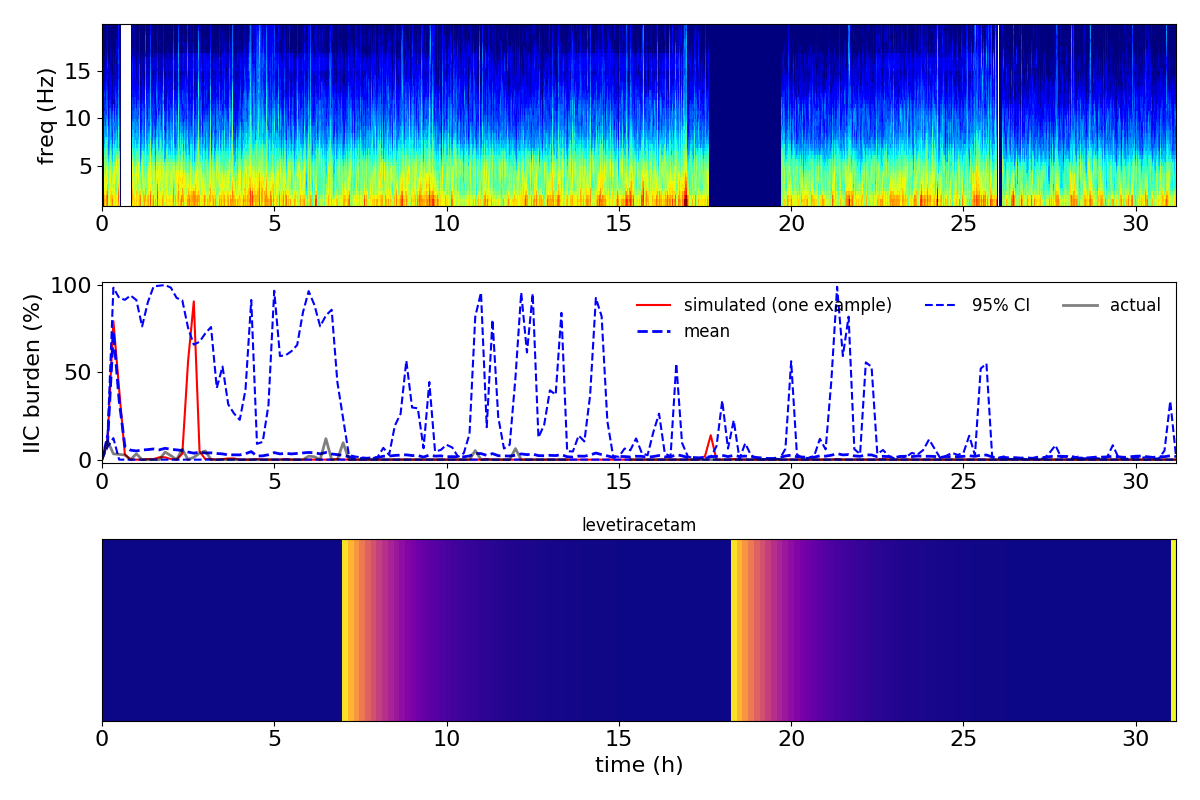 freq (Hz)
15
10
5
0 5 10 15 20 25 30
IIC burden (%)
100
50
0
simulated (one example) 95% CI actual
mean
0 5 10 15 20 25 30
levetiracetam
0 5 10 15 20 25 30
time (h)